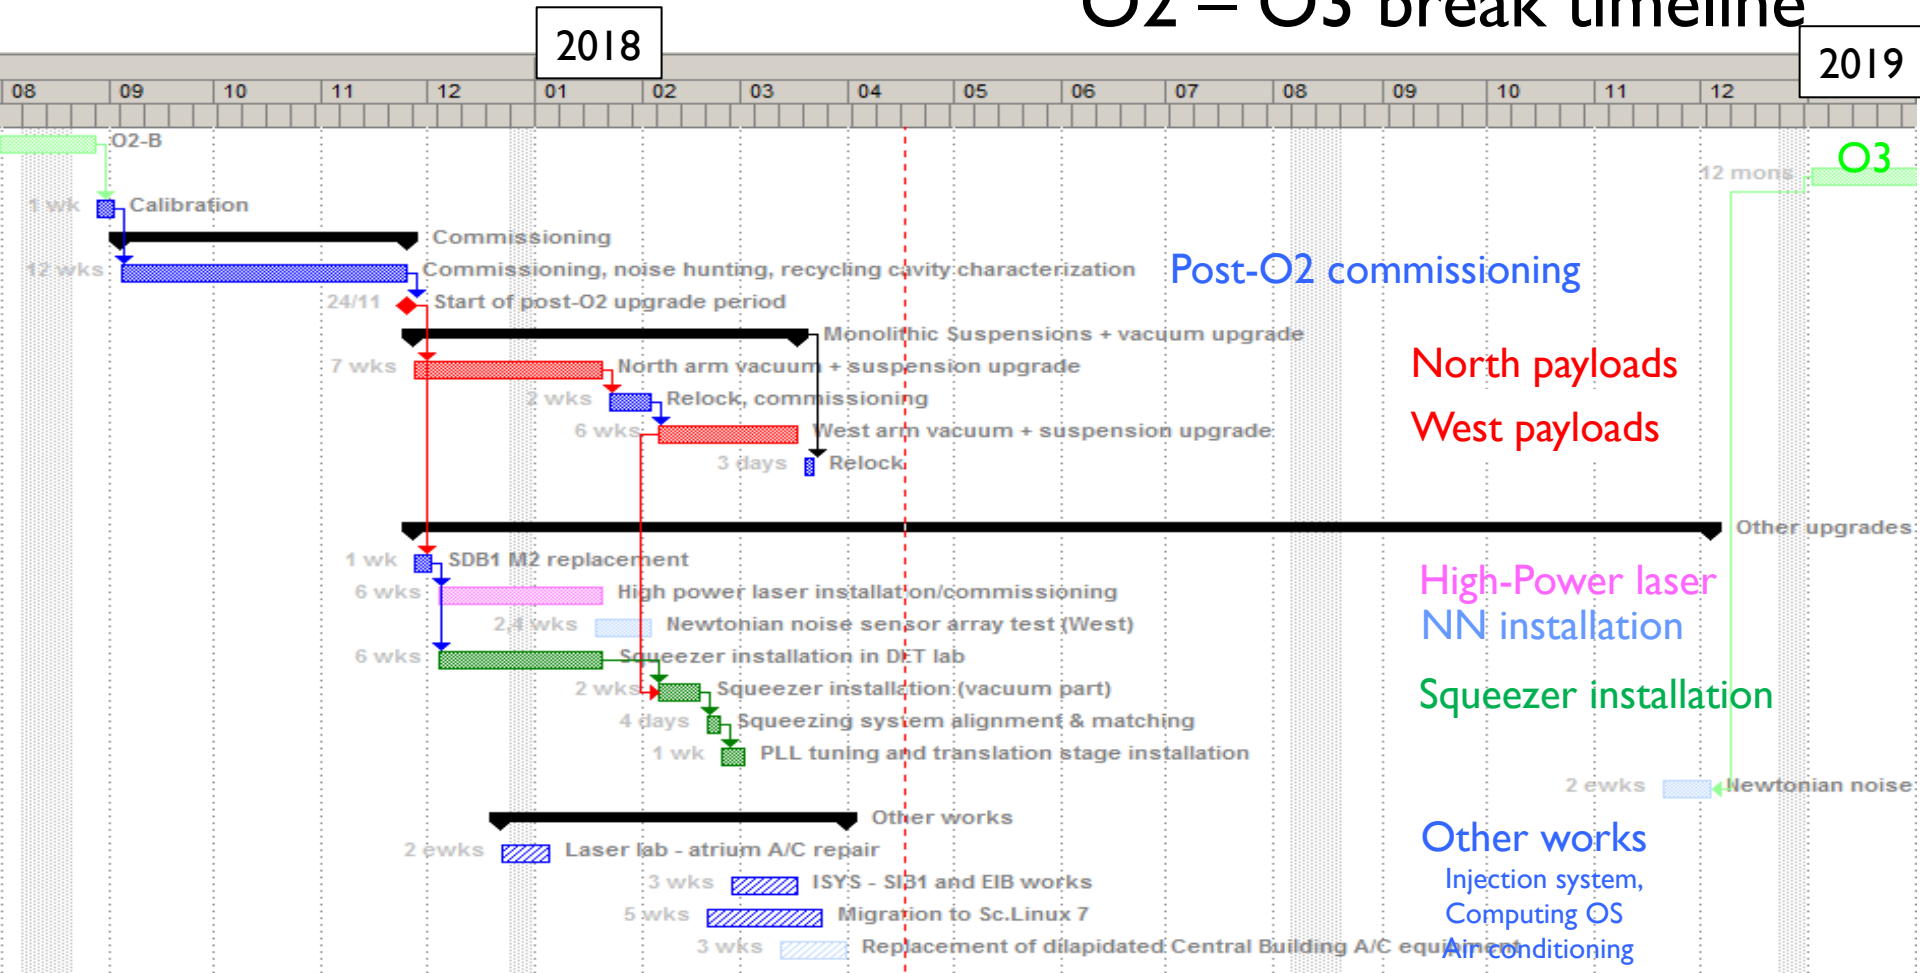 O2 – O3 break timeline
2018
2019
08 09 10 11 12 01 02 03 04 05 06 07 08 09 10 11 12
O2-B
12 mons O3
1 wk Calibration
Commissioning
12 wks Commissioning, noise hunting, recycling cavity characterization
Post-O2 commissioning
24/11 Start of post-O2 upgrade period
Monolithic Suspensions + vacuum upgrade
7 wks North arm vacuum + suspension upgrade
North payloads
2 wks Relock, commissioning
6 wks West arm vacuum + suspension upgrade
West payloads
3 days Relock
Other upgrades
1 wk SDB1 M2 replacement
High-Power laser
6 wks High power laser installation/commissioning
2,4 wks Newtonian noise sensor array test (West)
NN installation
6 wks Squeezer installation in DET lab
2 wks Squeezer installation (vacuum part)
Squeezer installation
4 days Squeezing system alignment & matching
1 wk PLL tuning and translation stage installation
2 ewks Newtonian noise
Other works
Other works
2 ewks Laser lab - atrium A/C repair
3 wks ISYS - SIB1 and EIB works
Injection system,
5 wks Migration to Sc.Linux 7
Computing OS
3 wks Replacement of dilapidated Central Building A/C equipment
Air conditioning